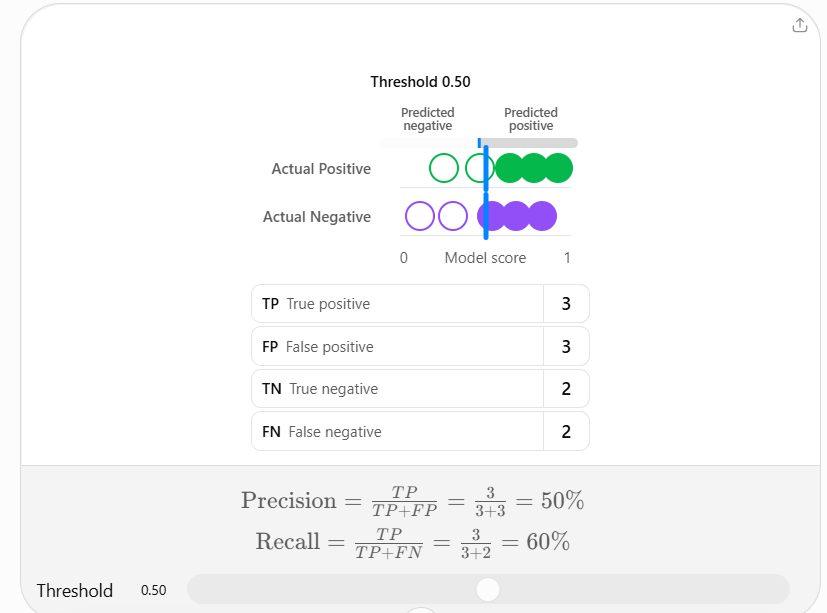 Threshold 0.50
Predicted negative
Predicted positive
Actual Positive
Actual Negative
0 Model score 1
TP True positive 3
FP False positive 3
TN True negative 2
FN False negative 2
Precision = TP/TP+FP = 3/3+3 = 50%
Recall = TP/TP+FN = 3/3+2 = 60%
Threshold 0.50